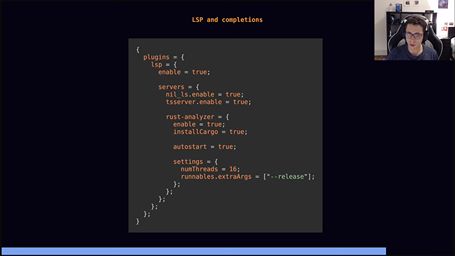 LSP and completions
{
plugins = {
lsp = {
enable = true;
servers = {
nil_ls.enable = true;
tsserver.enable = true;
rust-analyzer = {
enable = true;
installCargo = true;
autostart = true;
settings = {
numThreads = 16;
runnables.extraArgs = ["--release"];
};
};
};
};
};
}